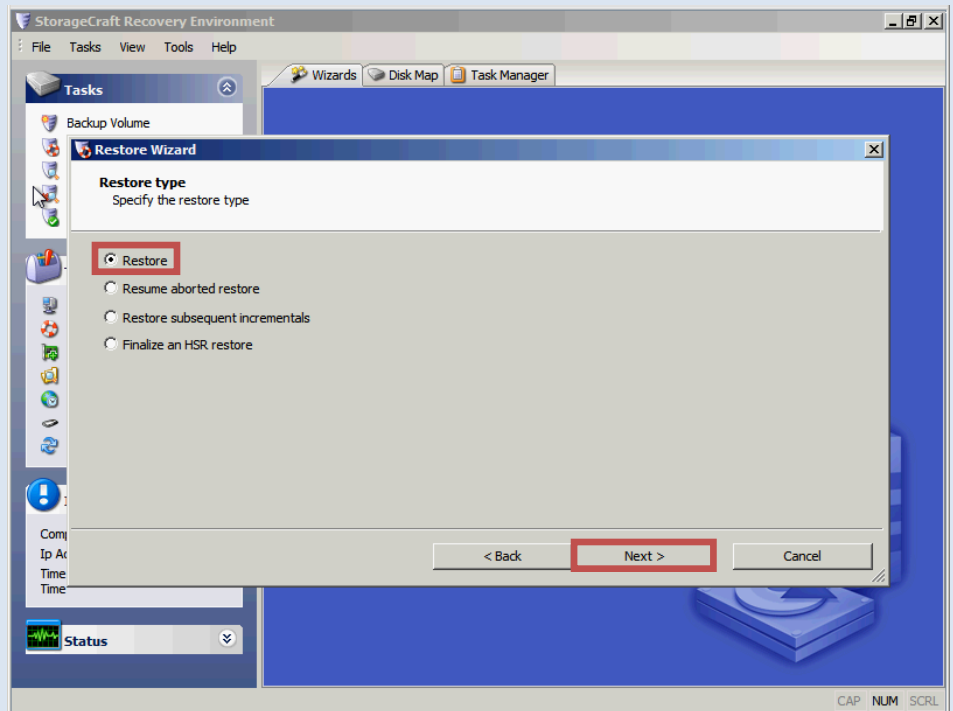 StorageCraft Recovery Environment
File Tasks View Tools Help
Wizards Disk Map Task Manager
Tasks
Backup Volume
Restore Wizard
Restore type
Specify the restore type
Restore
Resume aborted restore
Restore subsequent incrementals
Finalize an HSR restore
< Back Next > Cancel
Time
Time
Status
CAP NUM SCRL